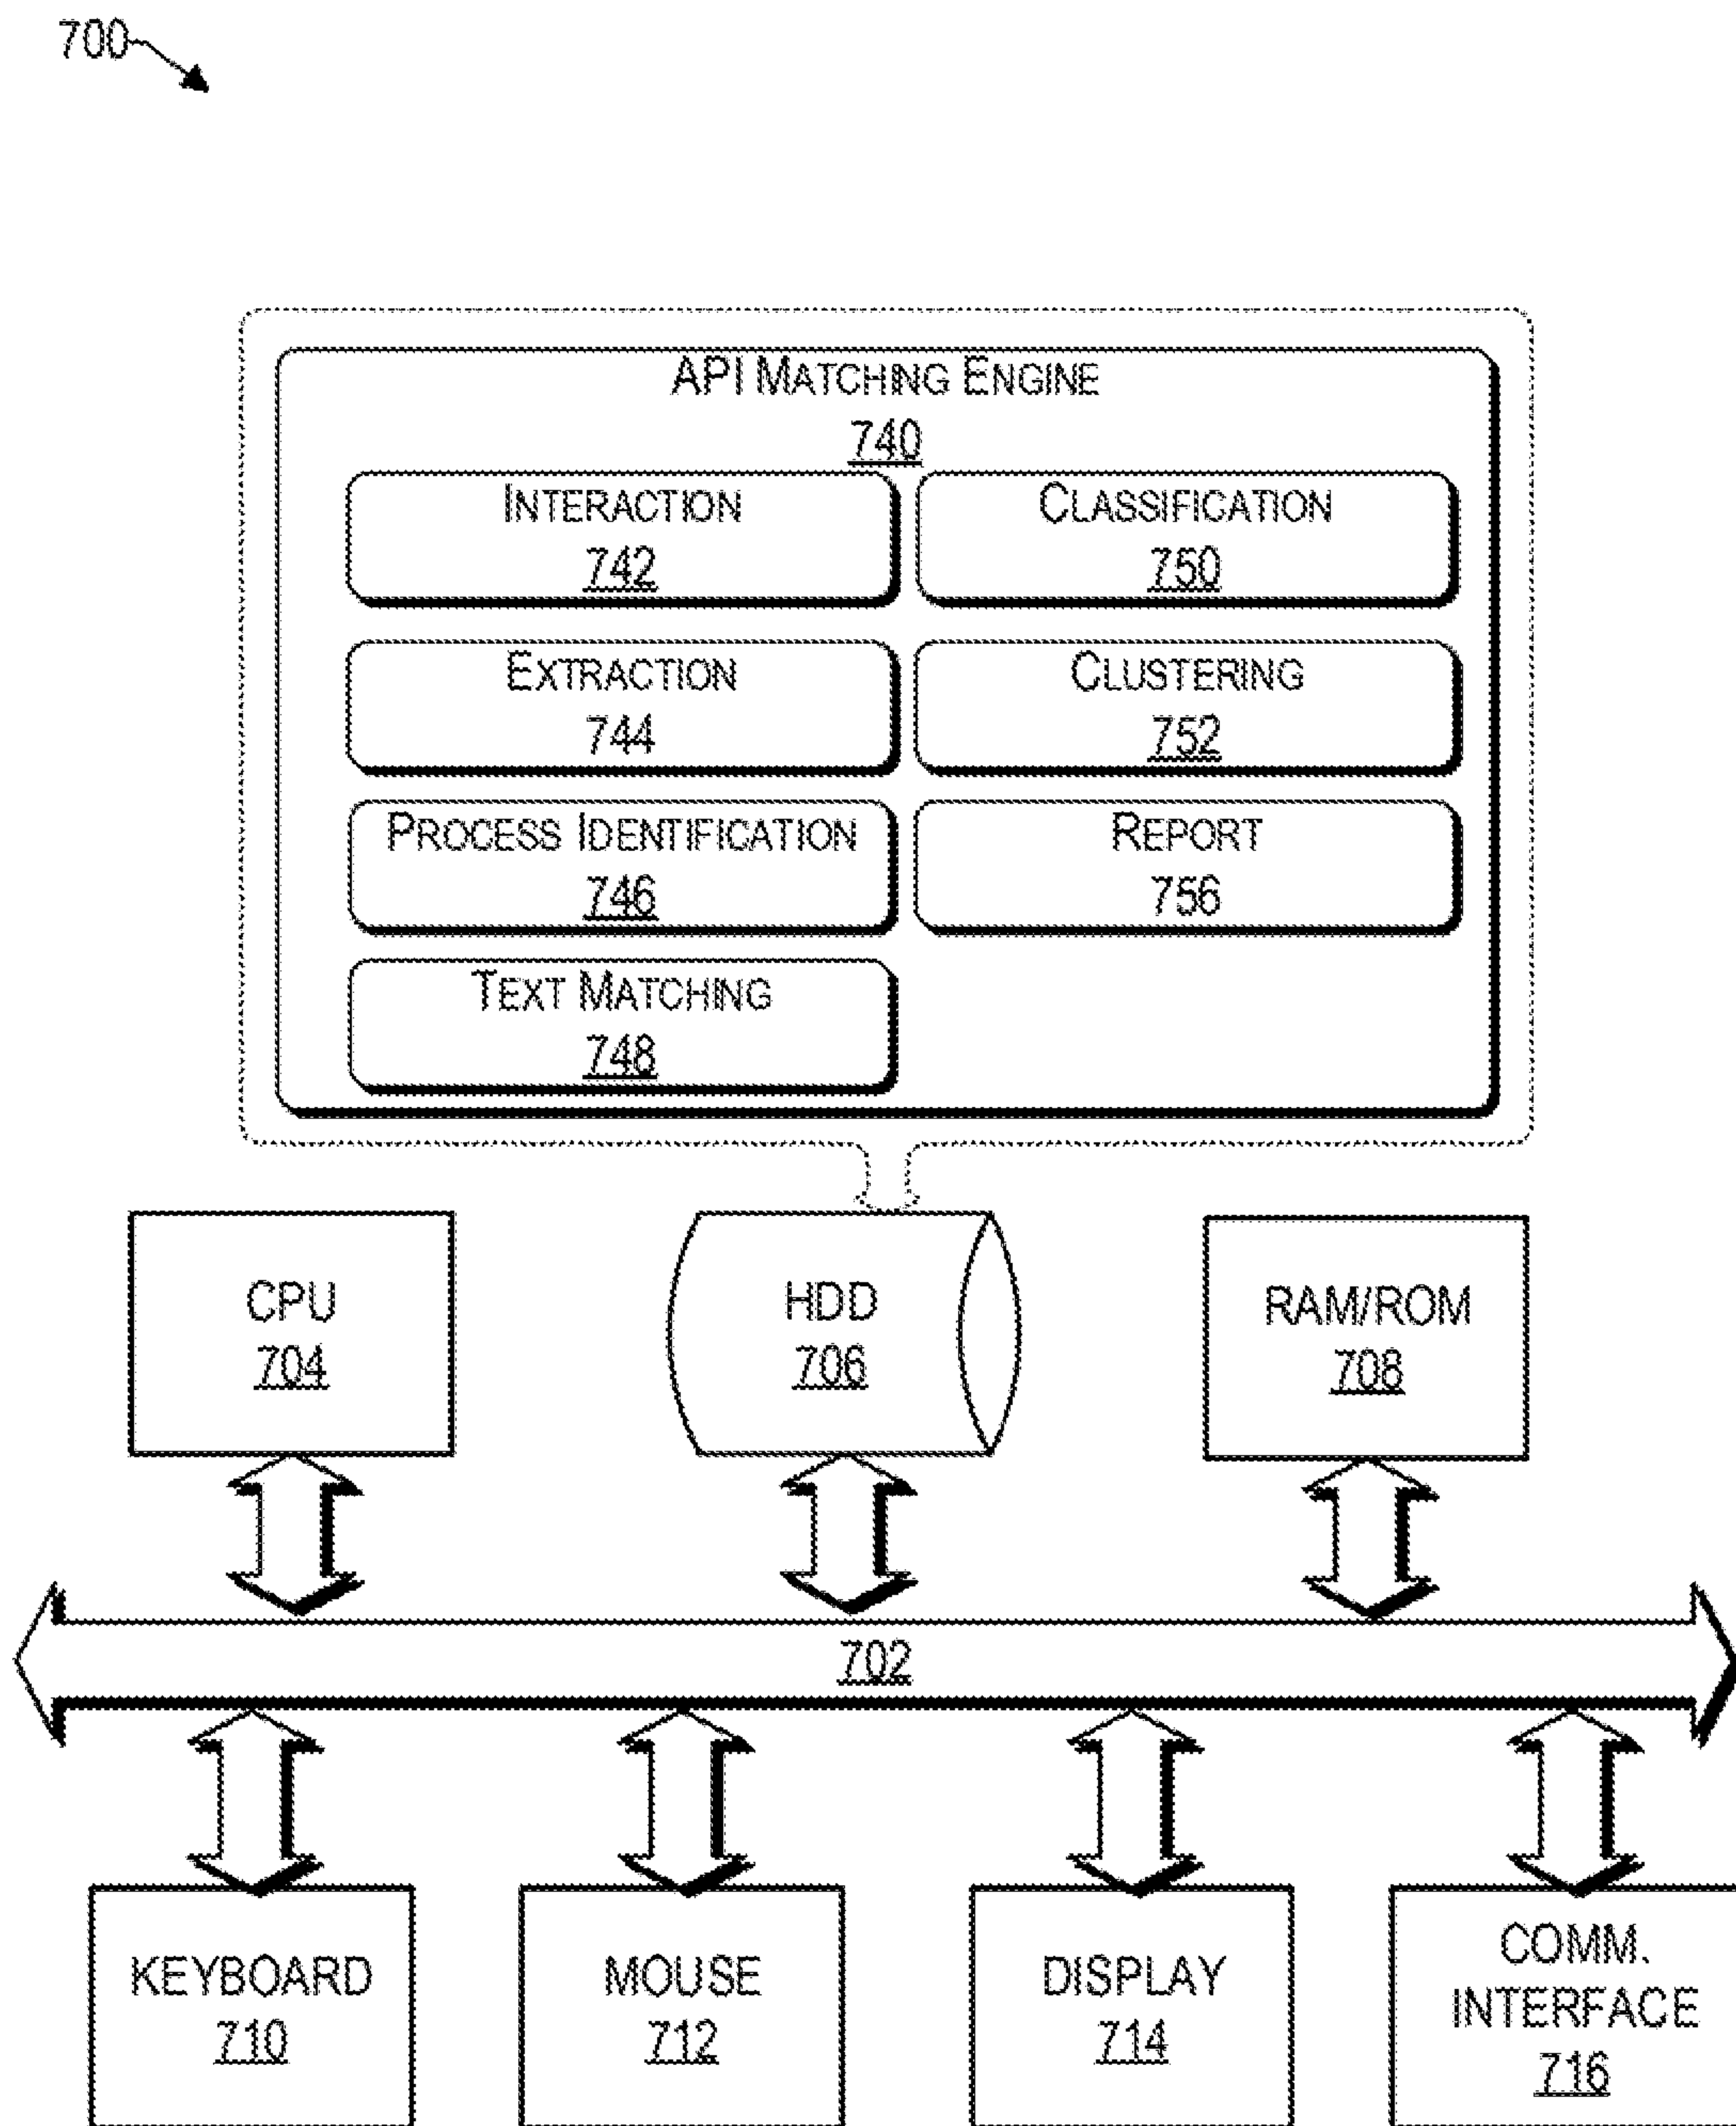 700
API MATCHING ENGINE
740
INTERACTION
742
CLASSIFICATION
750
EXTRACTION
744
CLUSTERING
752
PROCESS IDENTIFICATION
746
REPORT
756
TEXT MATCHING
748
CPU
704
HDD
706
RAM/ROM
708
702
KEYBOARD
710
MOUSE
712
DISPLAY
714
COMM.
INTERFACE
716